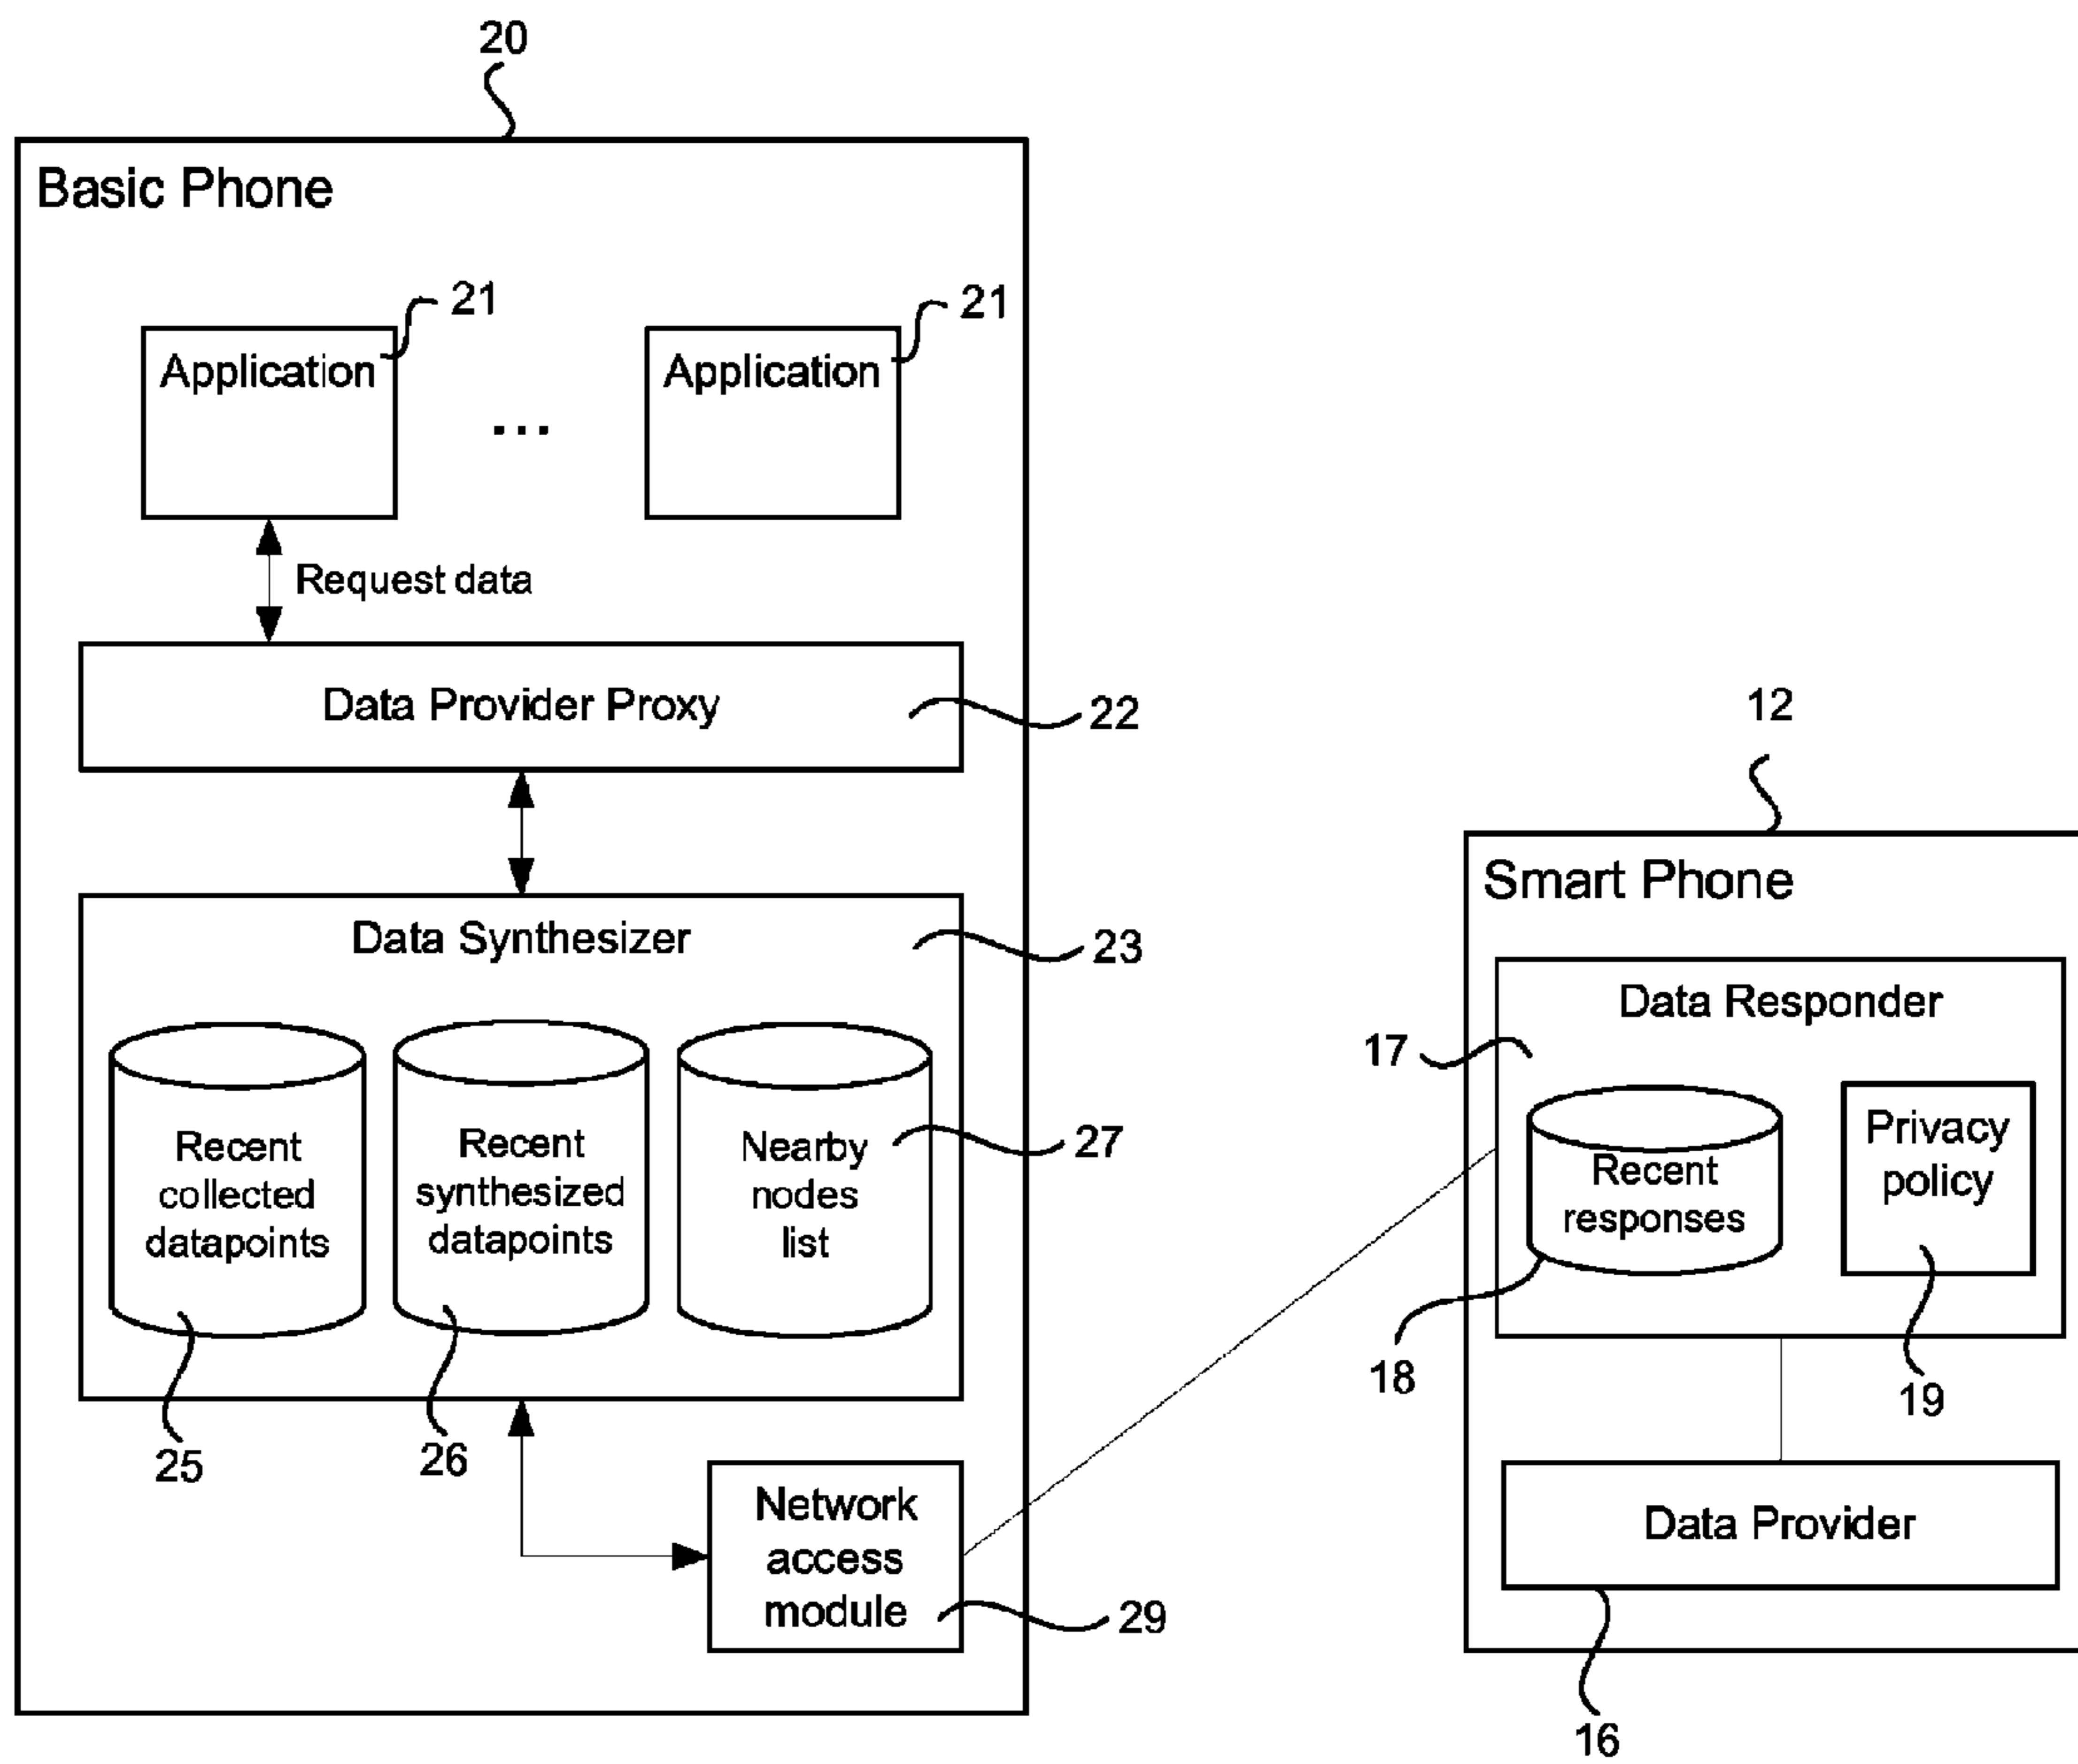 20
Basic Phone
21
21
Application
Application
...
Request data
Data Provider Proxy
22
12
Smart Phone
Data Synthesizer
23
Data Responder
17
Recent
collected
datapoints
Recent
synthesized
datapoints
Nearby
nodes
list
27
Recent
responses
Privacy
policy
18
19
25
26
Network
access
module
29
Data Provider
16